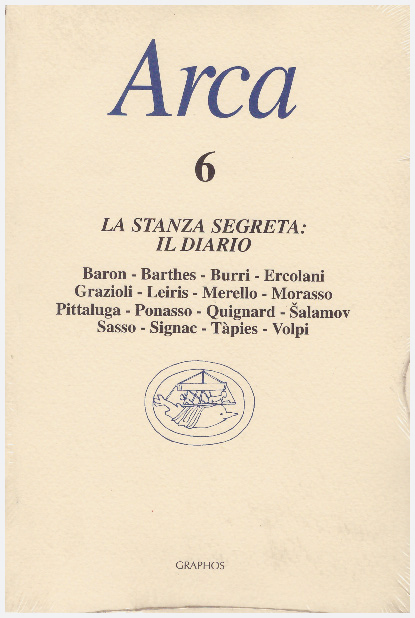 Arca
6
LA STANZA SEGRETA:
IL DIARIO
Baron - Barthes - Burri - Ercolani
Grazioli - Leiris - Merello - Morasso
Pittaluga - Ponasso - Quignard - Šalamov
Sasso - Signac - Tàpies - Volpi
GRAPHOS